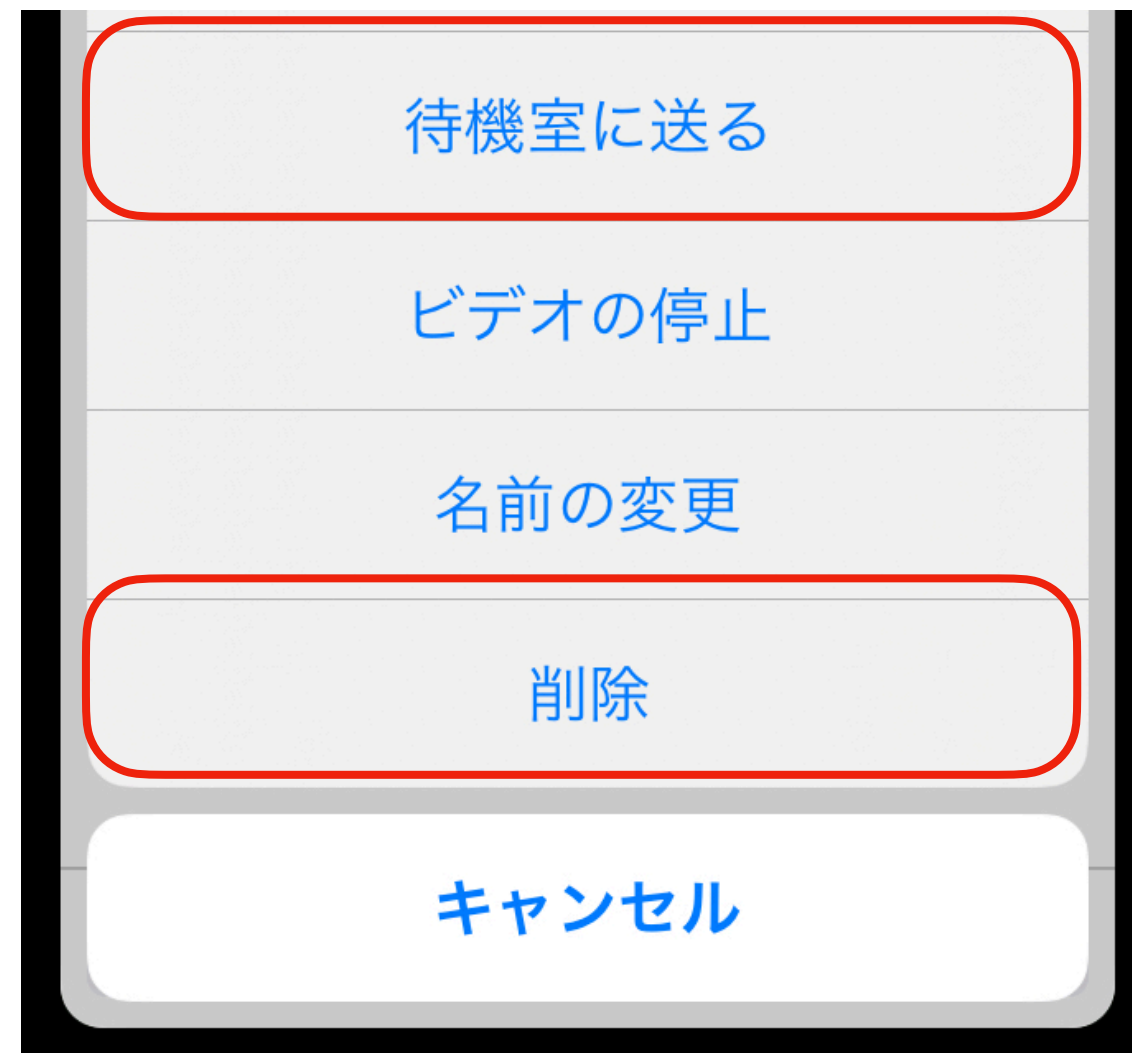 待機室に送る
ビデオの停止
名前の変更
削除
キャンセル